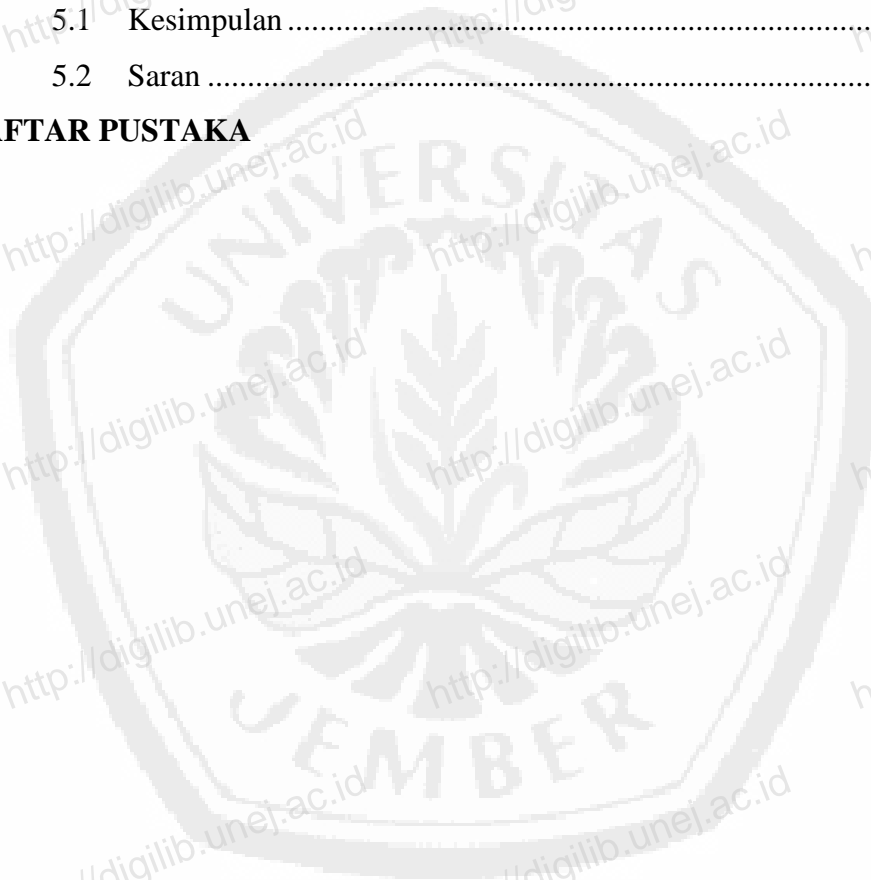 5.1 Kesimpulan ........................................................................
5.2 Saran ..................................................................................
AFTAR PUSTAKA
UNIVERSITAS
JEMBER
http://digilib.unej.ac.id
http://digilib.unej.ac.id
http://digilib.unej.ac.id
http://digilib.unej.ac.id
http://digilib.unej.ac.id
http://digilib.unej.ac.id
//digilib.unej.ac.id
//digilib.unej.ac.id